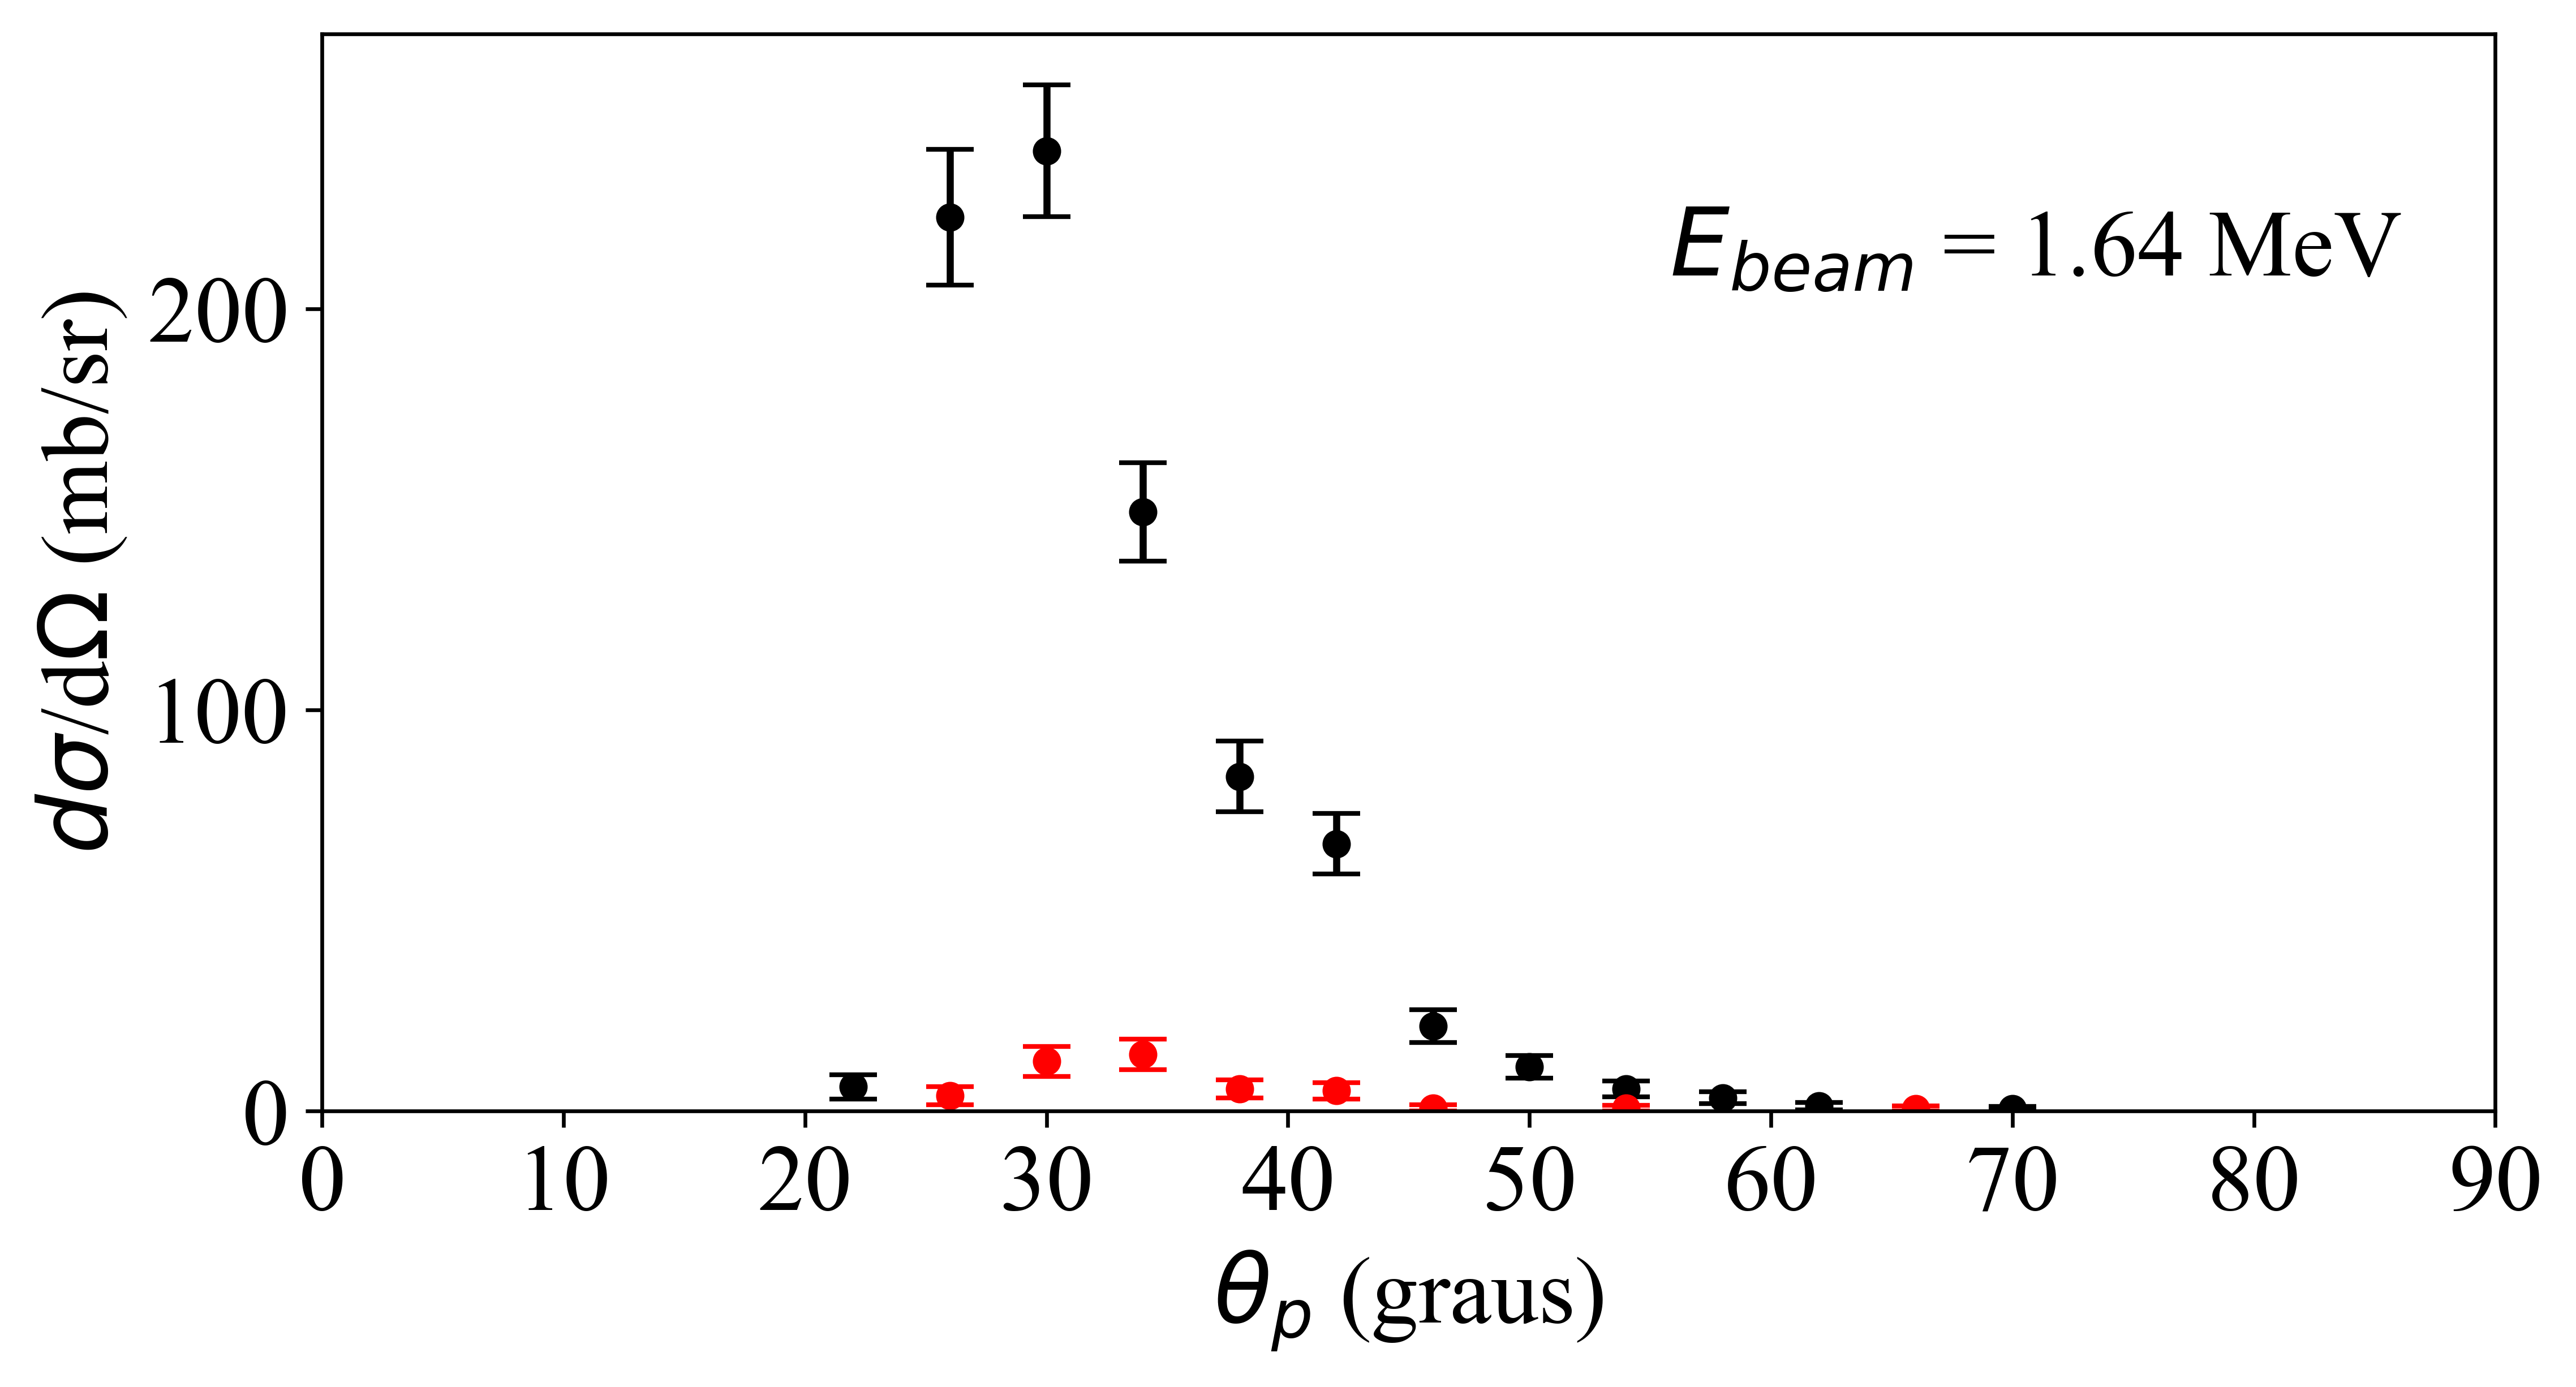 E_beam = 1.64 MeV
dσ/dΩ (mb/sr)
200
100
0
0 10 20 30 40 50 60 70 80 90
θ_p (graus)